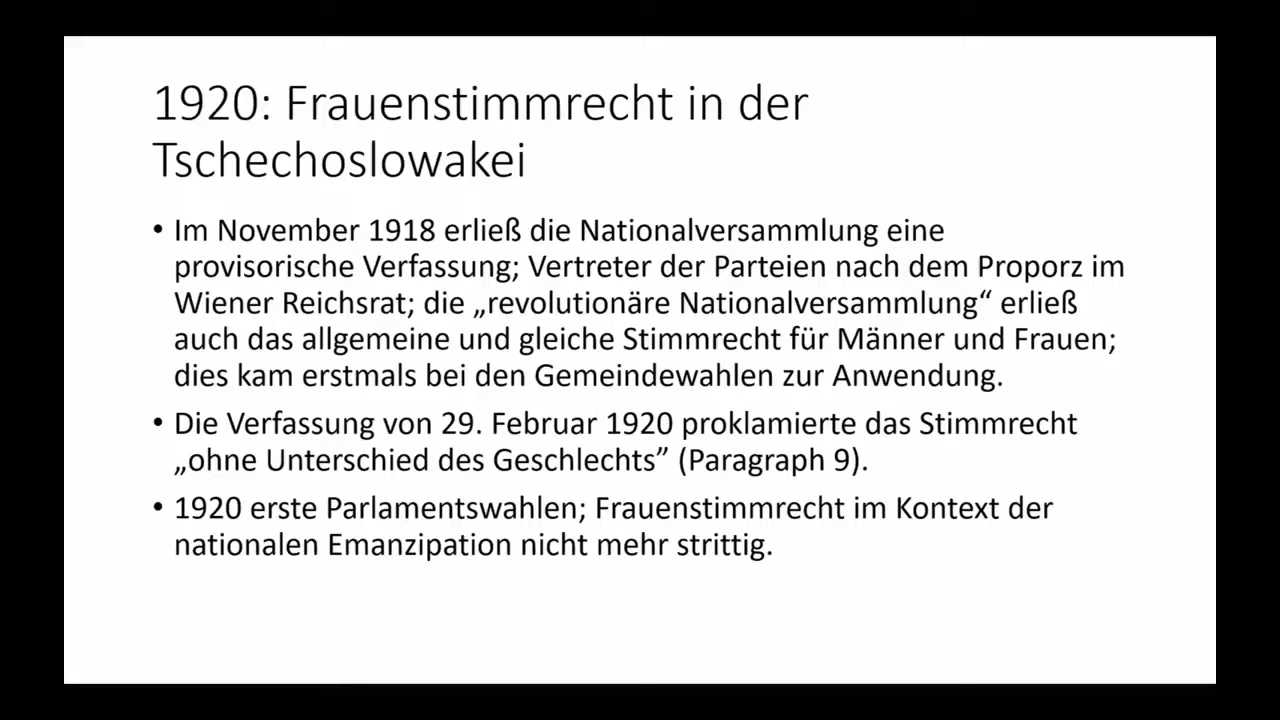 1920: Frauenstimmrecht in der
Tschechoslowakei
• Im November 1918 erließ die Nationalversammlung eine
provisorische Verfassung; Vertreter der Parteien nach dem Proporz im
Wiener Reichsrat; die „revolutionäre Nationalversammlung“ erließ
auch das allgemeine und gleiche Stimmrecht für Männer und Frauen;
dies kam erstmals bei den Gemeindewahlen zur Anwendung.
• Die Verfassung von 29. Februar 1920 proklamierte das Stimmrecht
„ohne Unterschied des Geschlechts” (Paragraph 9).
• 1920 erste Parlamentswahlen; Frauenstimmrecht im Kontext der
nationalen Emanzipation nicht mehr strittig.